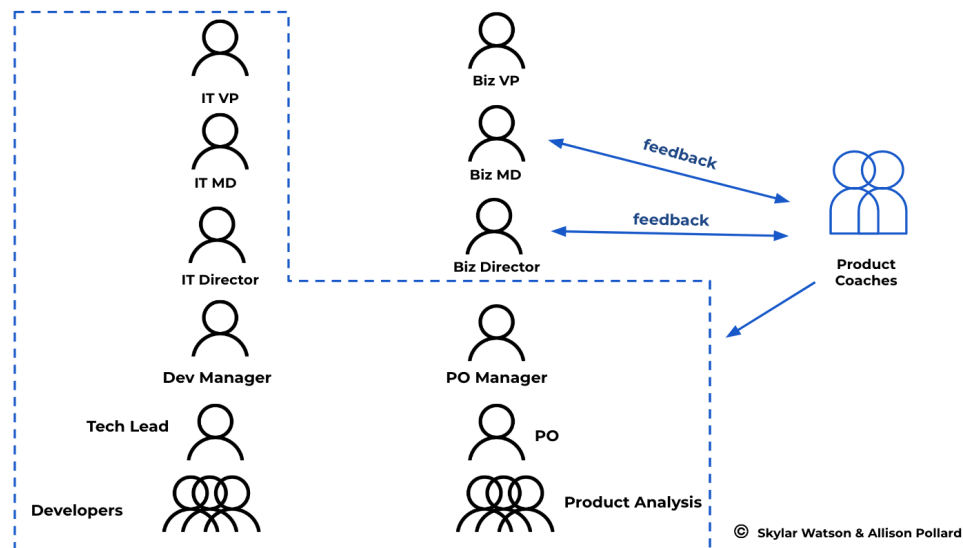 IT VP
Biz VP
feedback
IT MD
Biz MD
feedback
IT Director
Biz Director
Product
Coaches
Dev Manager
PO Manager
Tech Lead
PO
Developers
Product Analysis
© Skylar Watson & Allison Pollard